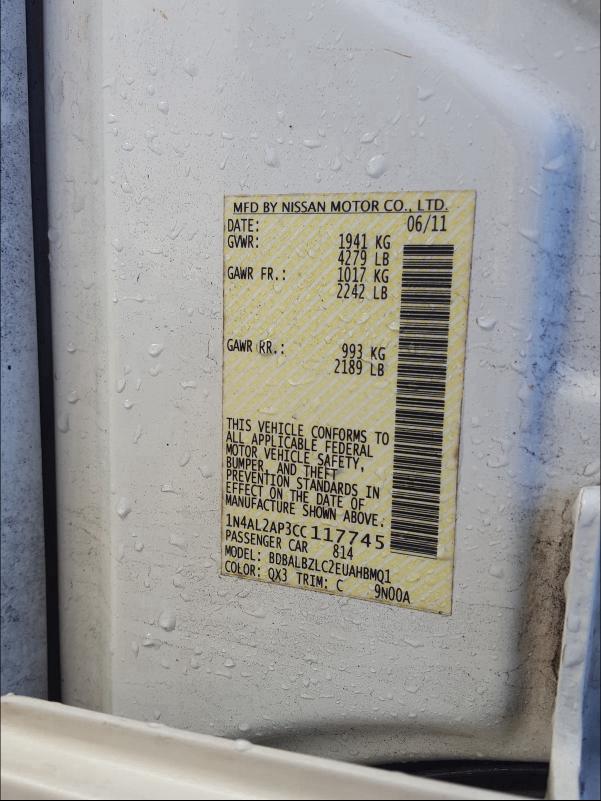 MFD BY NISSAN MOTOR CO., LTD.
DATE: 06/11
GVWR: 1941 KG
4279 LB
GAWR FR.: 1017 KG
2242 LB
GAWR RR.: 993 KG
2189 LB
THIS VEHICLE CONFORMS TO
ALL APPLICABLE FEDERAL
MOTOR VEHICLE SAFETY,
BUMPER, AND THEFT
PREVENTION STANDARDS IN
EFFECT ON THE DATE OF
MANUFACTURE SHOWN ABOVE.
1N4AL2AP3CC117745
PASSENGER CAR 814
MODEL: BDBALBZLC2EUAHBMQ1
COLOR: QX3 TRIM: C 9N00A